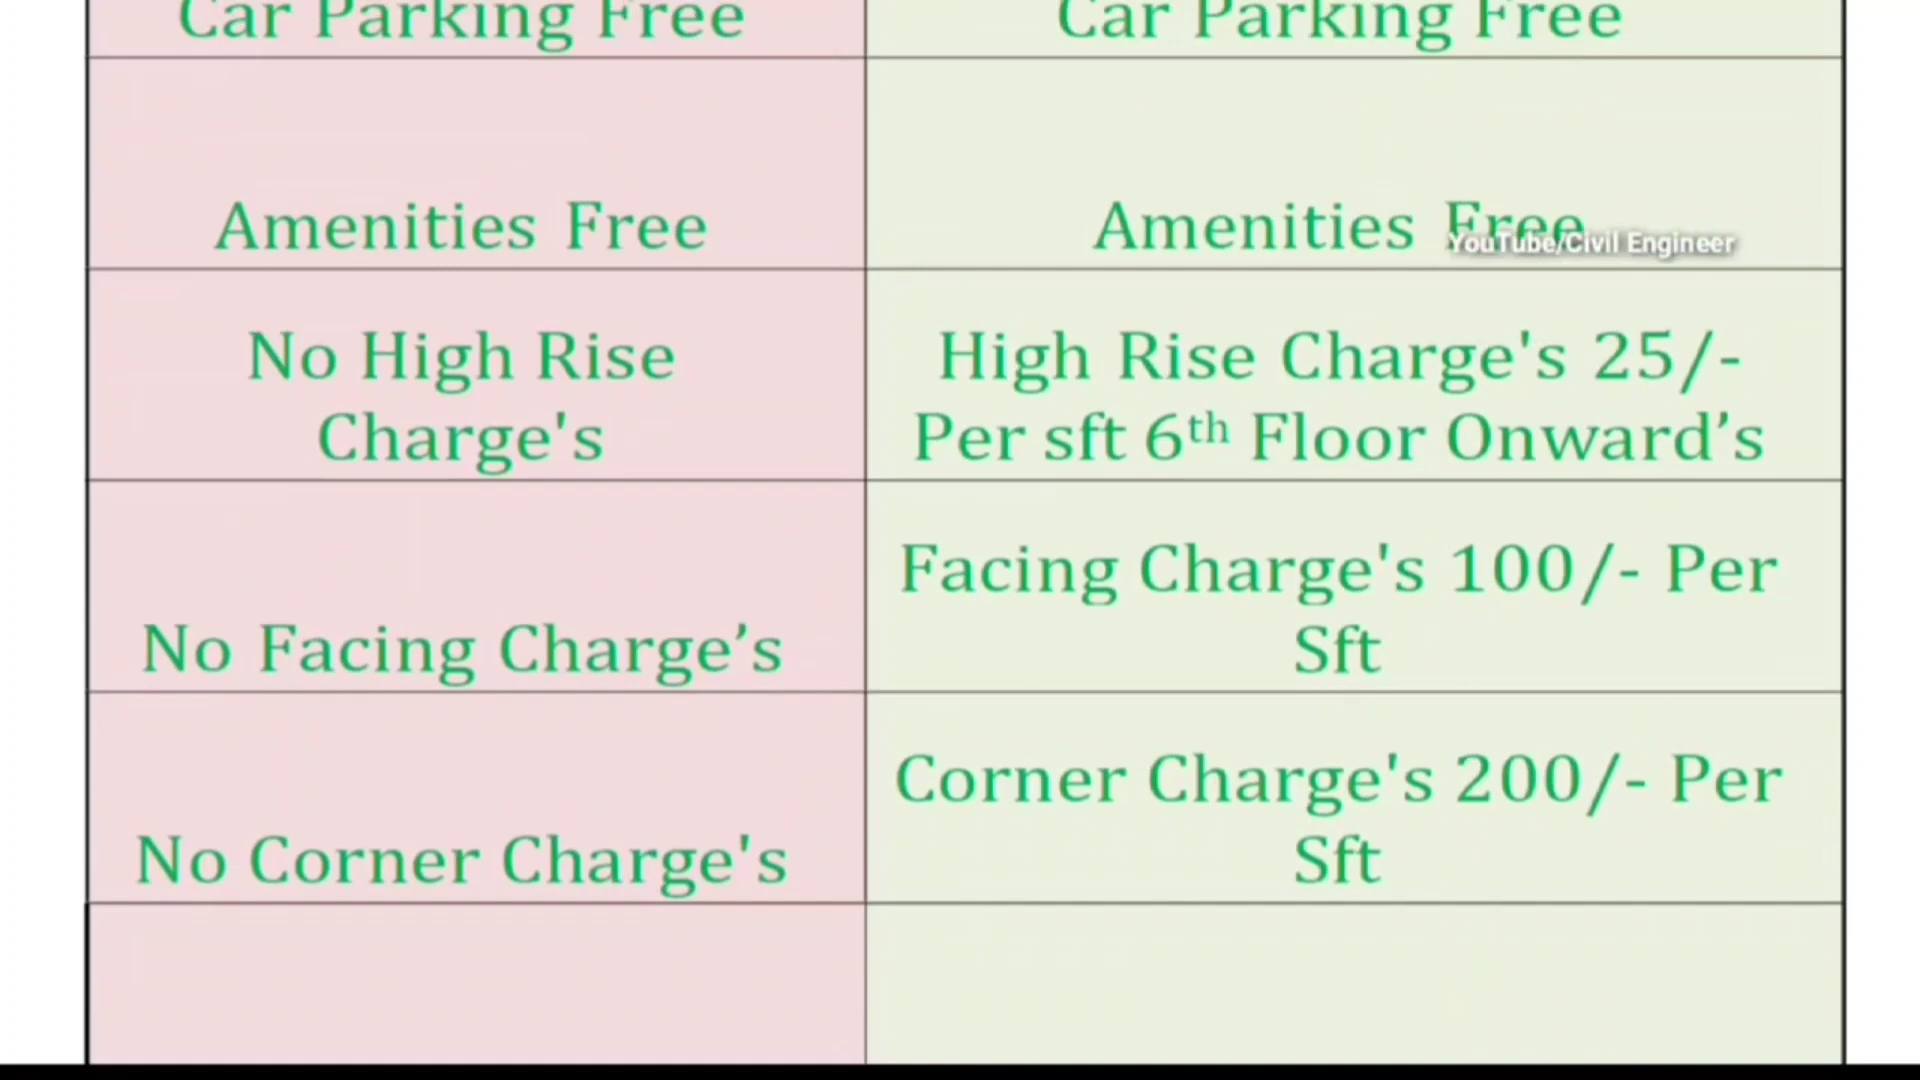 Car Parking Free
Car Parking Free
Amenities Free
Amenities Free
YouTube/Civil Engineer
No High Rise
Charge's
High Rise Charge's 25/-
Per sft 6th Floor Onward’s
No Facing Charge’s
Facing Charge's 100/- Per
Sft
No Corner Charge's
Corner Charge's 200/- Per
Sft